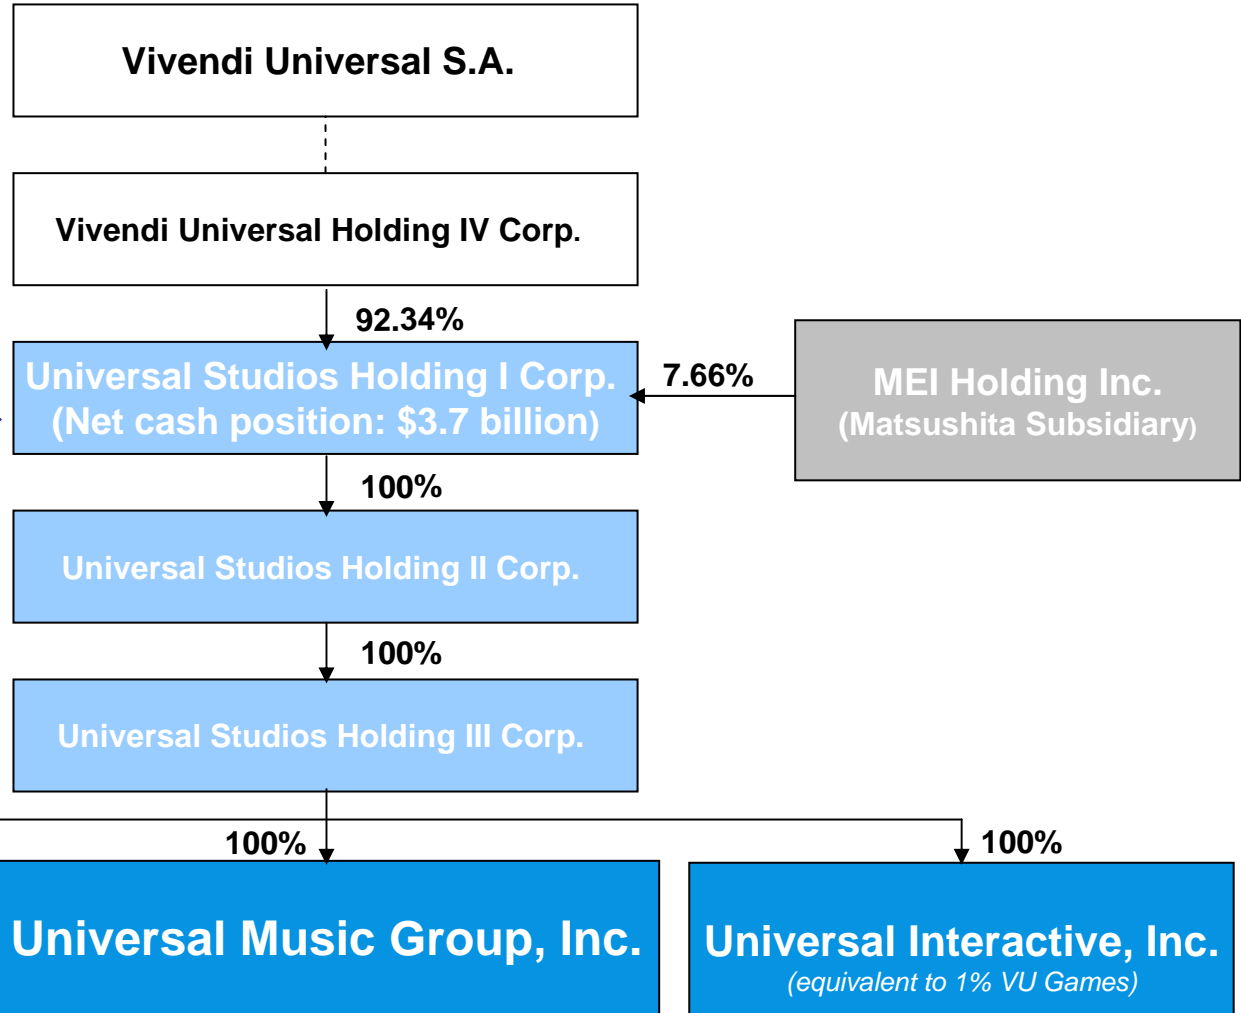 Vivendi Universal S.A.
Vivendi Universal Holding IV Corp.
92.34%
Universal Studios Holding I Corp.
(Net cash position: $3.7 billion)
7.66%
MEI Holding Inc.
(Matsushita Subsidiary)
100%
Universal Studios Holding II Corp.
100%
Universal Studios Holding III Corp.
100%
100%
Universal Music Group, Inc.
Universal Interactive, Inc.
(equivalent to 1% VU Games)